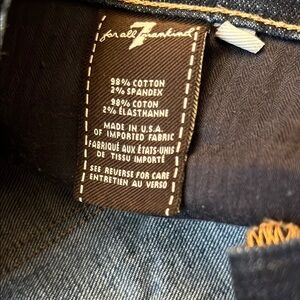 7
for all mankind
98% COTTON
2% SPANDEX
98% COTON
2% ÉLASTHANNE
MADE IN U.S.A.
OF IMPORTED FABRIC
FABRIQUÉ AUX ÉTATS-UNIS
DE TISSU IMPORTÉ
SEE REVERSE FOR CARE
ENTRETIEN AU VERSO